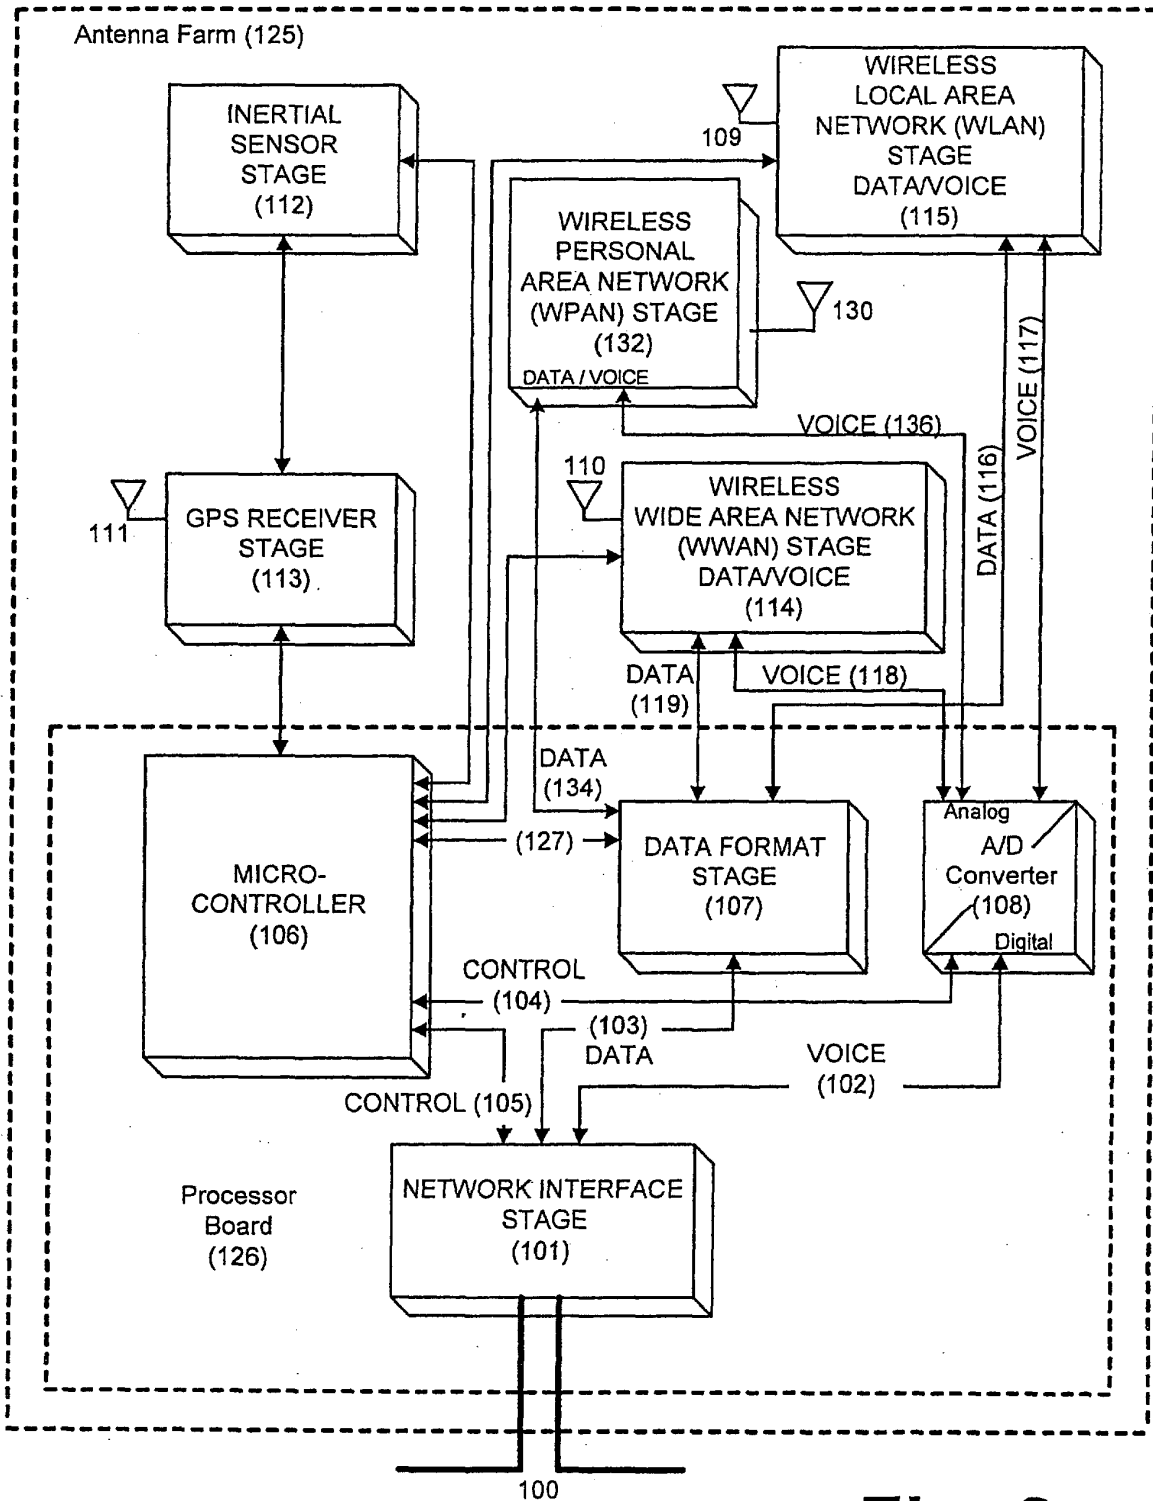 Antenna Farm (125)
INERTIAL
SENSOR
STAGE
(112)
109
WIRELESS
LOCAL AREA
NETWORK (WLAN)
STAGE
DATA/VOICE
(115)
WIRELESS
PERSONAL
AREA NETWORK
(WPAN) STAGE
(132)
DATA / VOICE
130
VOICE (117)
DATA (116)
VOICE (136)
111
GPS RECEIVER
STAGE
(113)
110
WIRELESS
WIDE AREA NETWORK
(WWAN) STAGE
DATA/VOICE
(114)
DATA
(119)
VOICE (118)
DATA
(134)
(127)
MICRO-
CONTROLLER
(106)
DATA FORMAT
STAGE
(107)
Analog
A/D
Converter
(108)
Digital
CONTROL
(104)
(103)
DATA
VOICE
(102)
CONTROL (105)
NETWORK INTERFACE
STAGE
(101)
Processor
Board
(126)
100